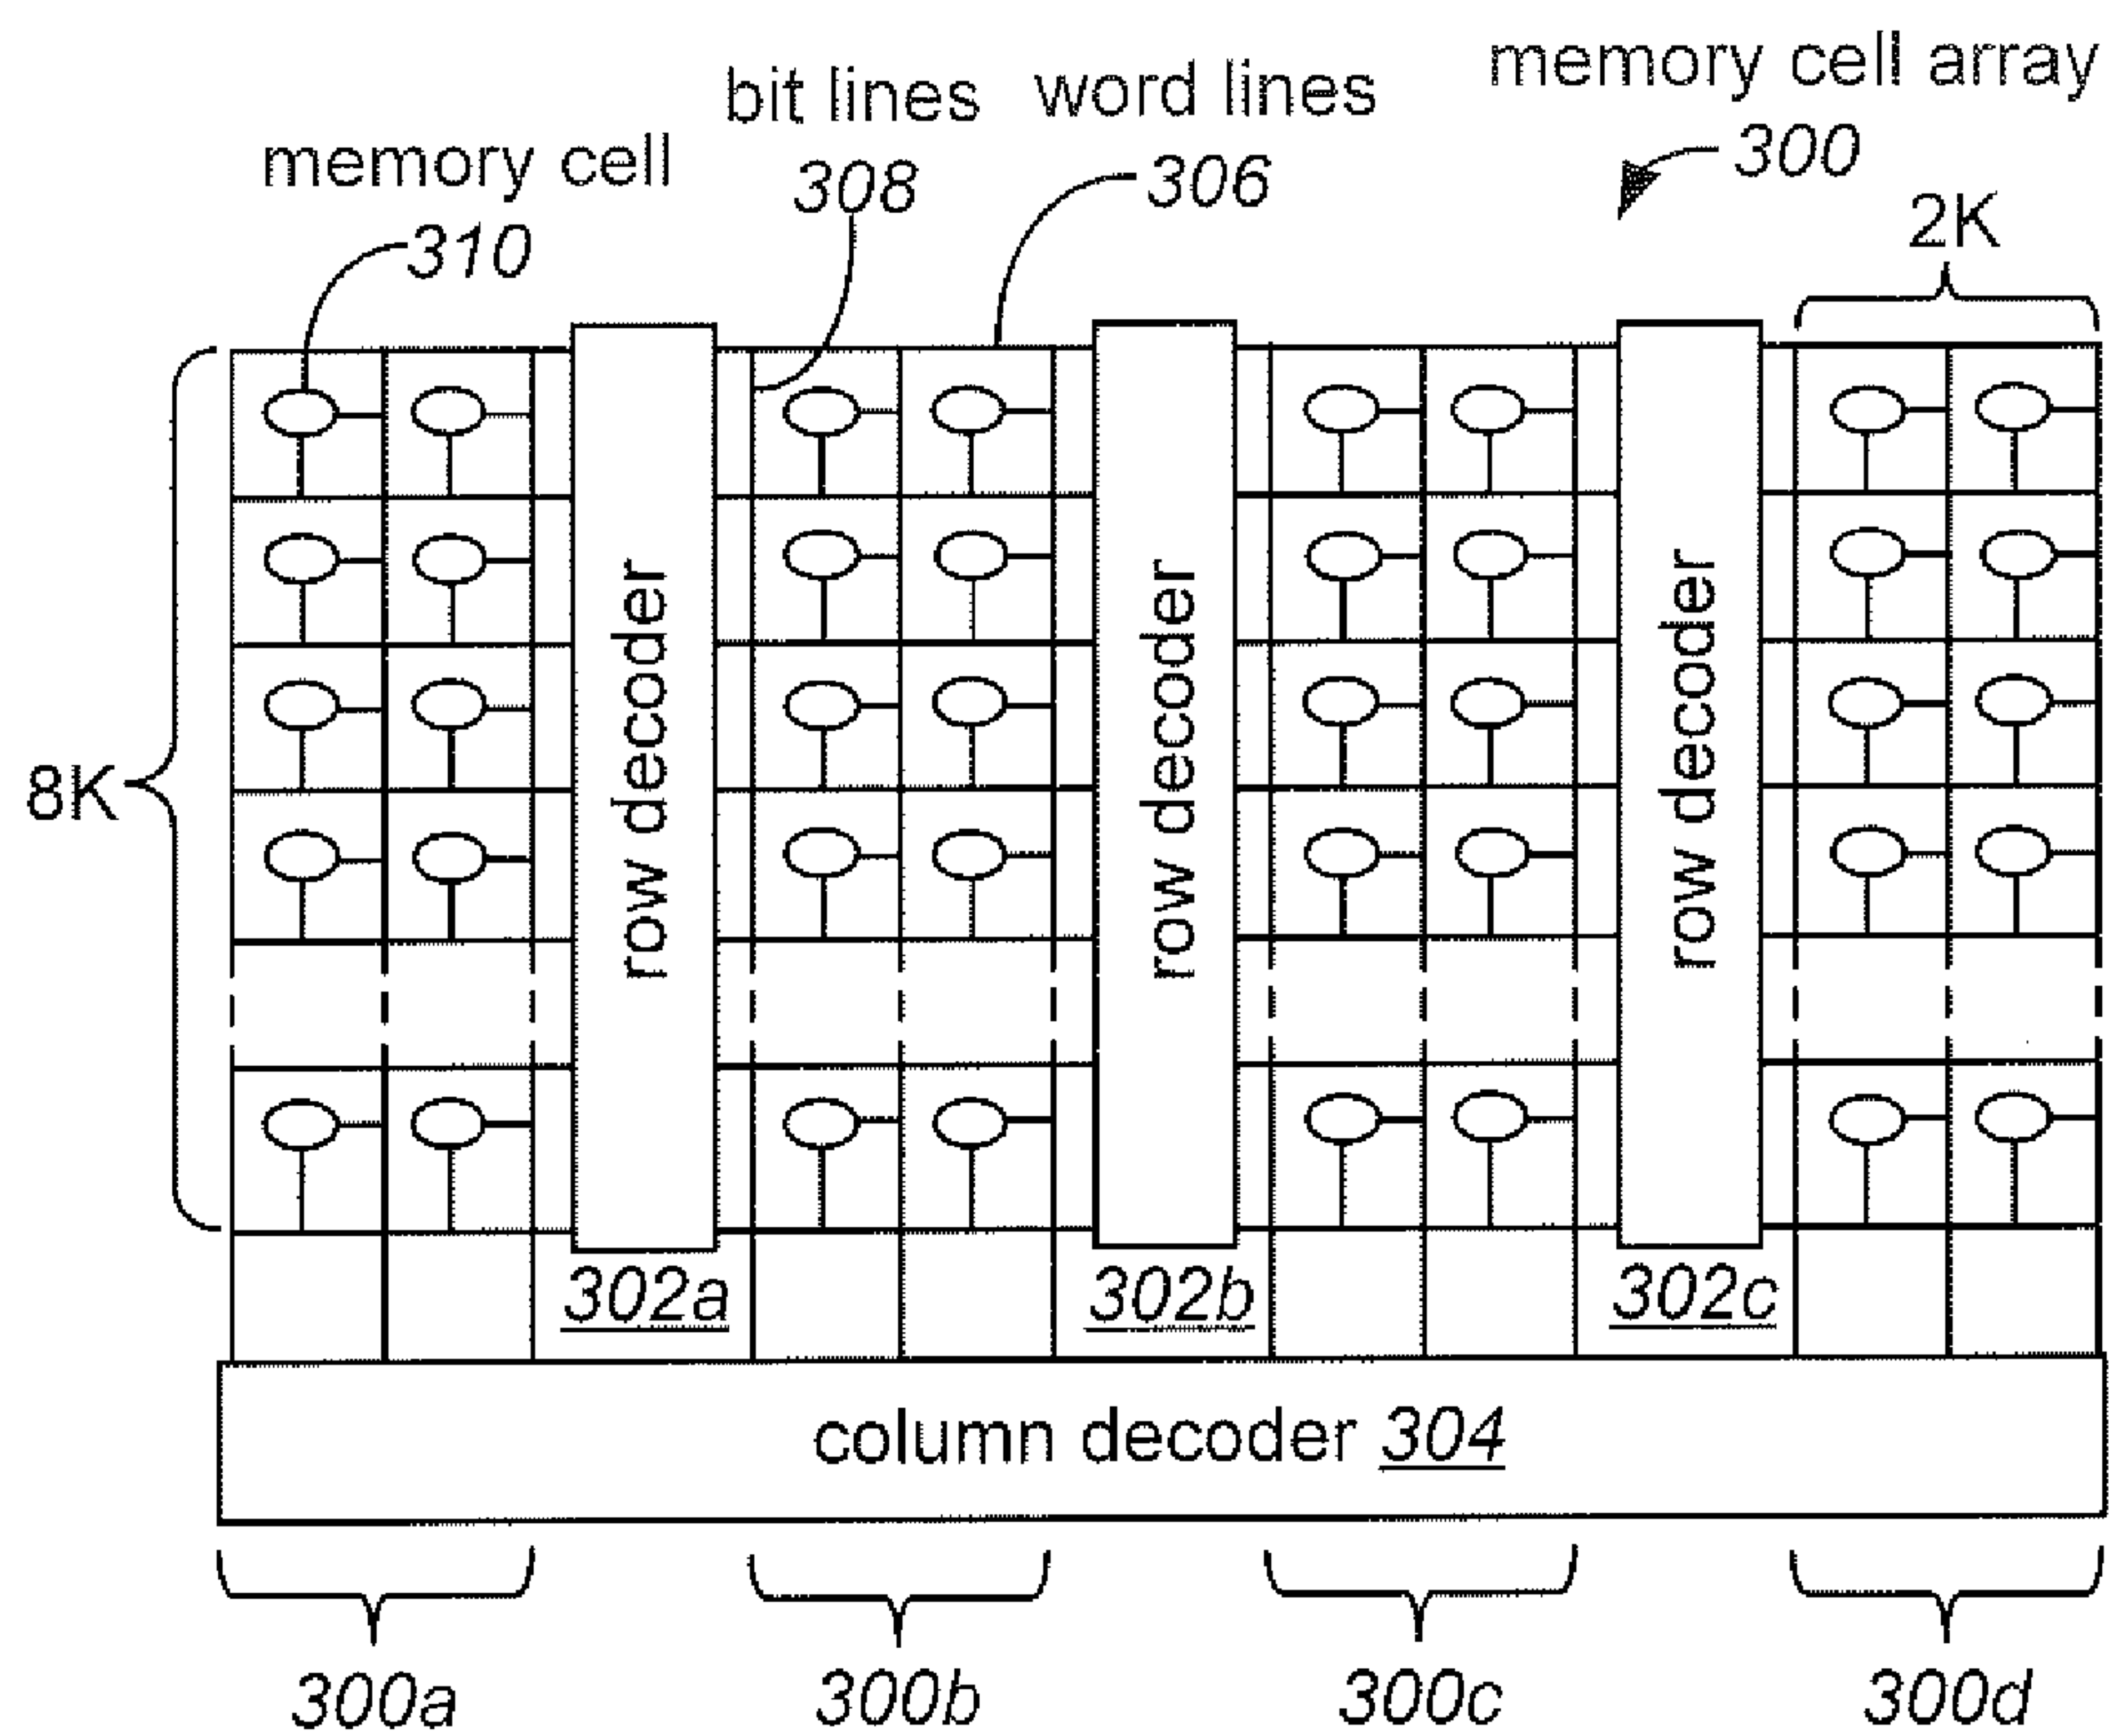 memory cell array
300
bit lines
308
word lines
306
memory cell
310
2K
8K
row decoder
row decoder
row decoder
302a
302b
302c
column decoder 304
300a
300b
300c
300d